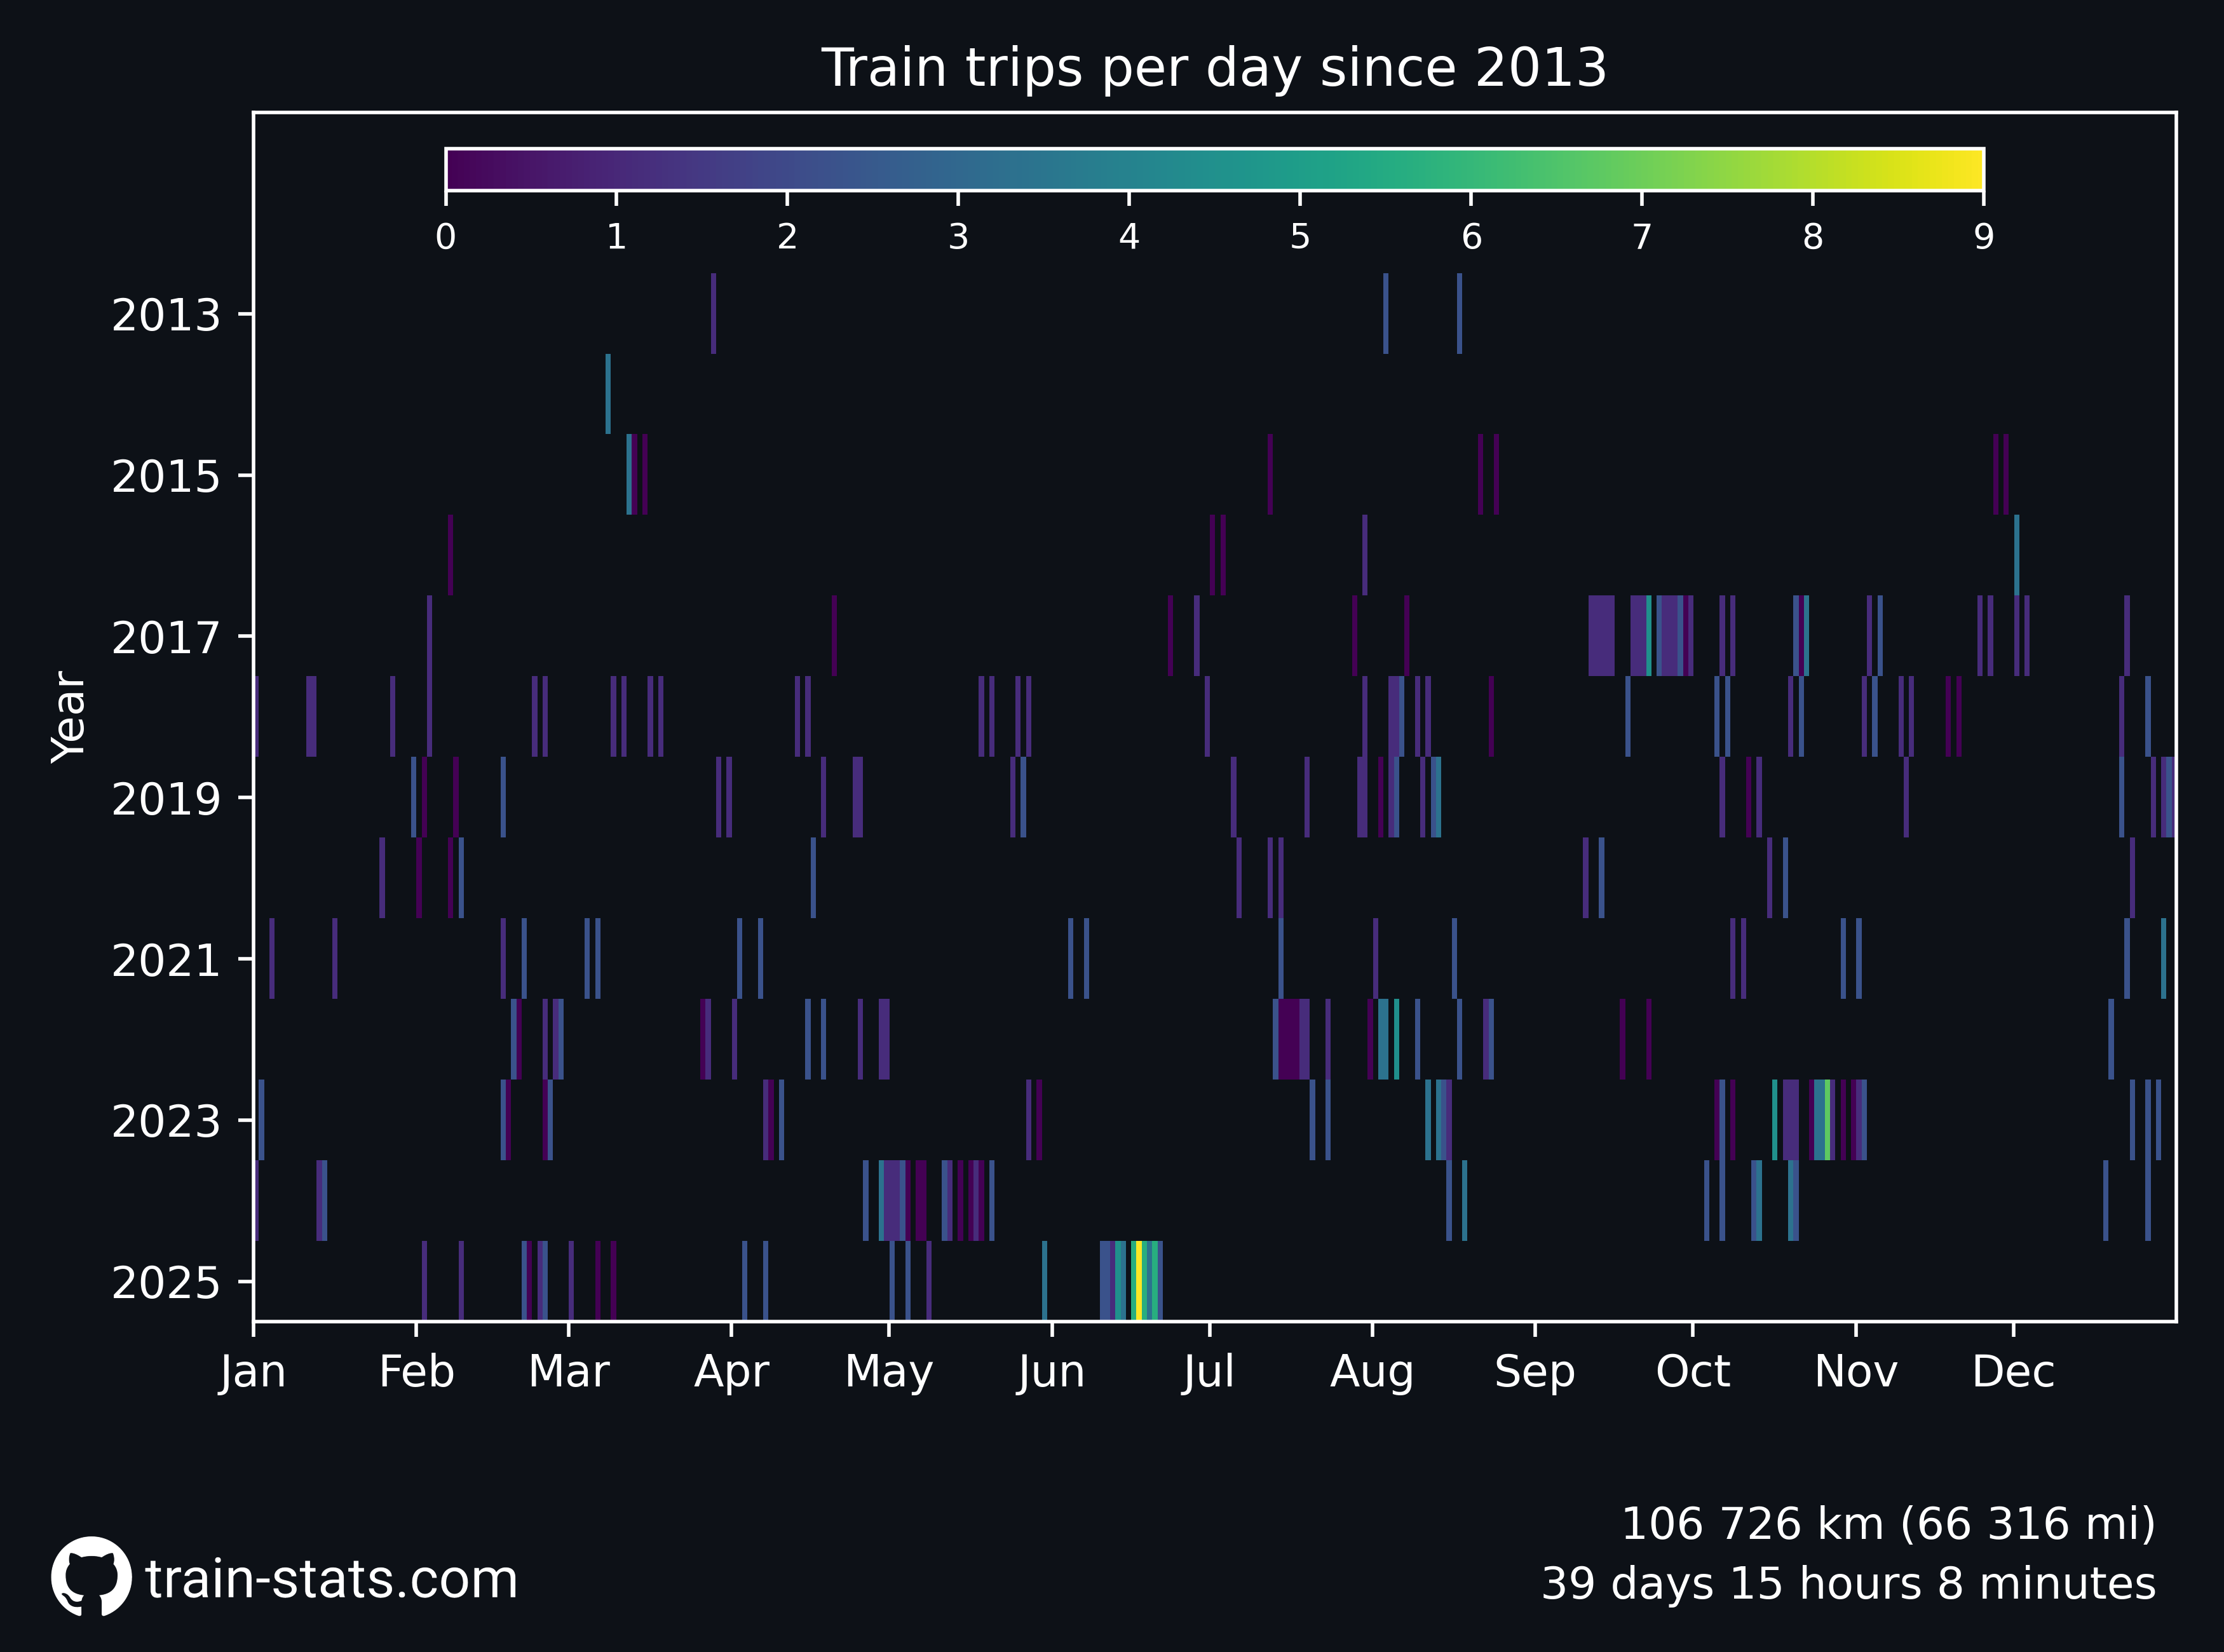 Train trips per day since 2013
0 1 2 3 4 5 6 7 8 9
Year
2013
2015
2017
2019
2021
2023
2025
Jan Feb Mar Apr May Jun Jul Aug Sep Oct Nov Dec
106 726 km (66 316 mi)
39 days 15 hours 8 minutes
train-stats.com